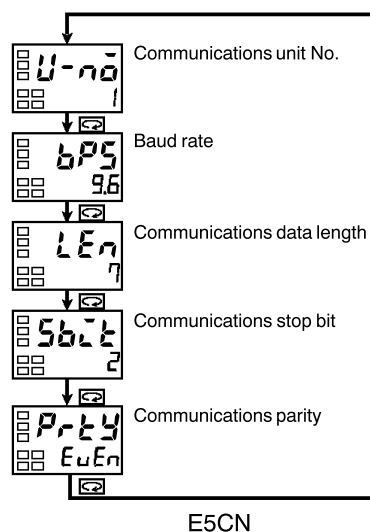 U-no
Communications unit No.
1
bPS
Baud rate
9.6
LEn
Communications data length
7
Sbit
Communications stop bit
2
PrtY
Communications parity
EvEn
E5CN